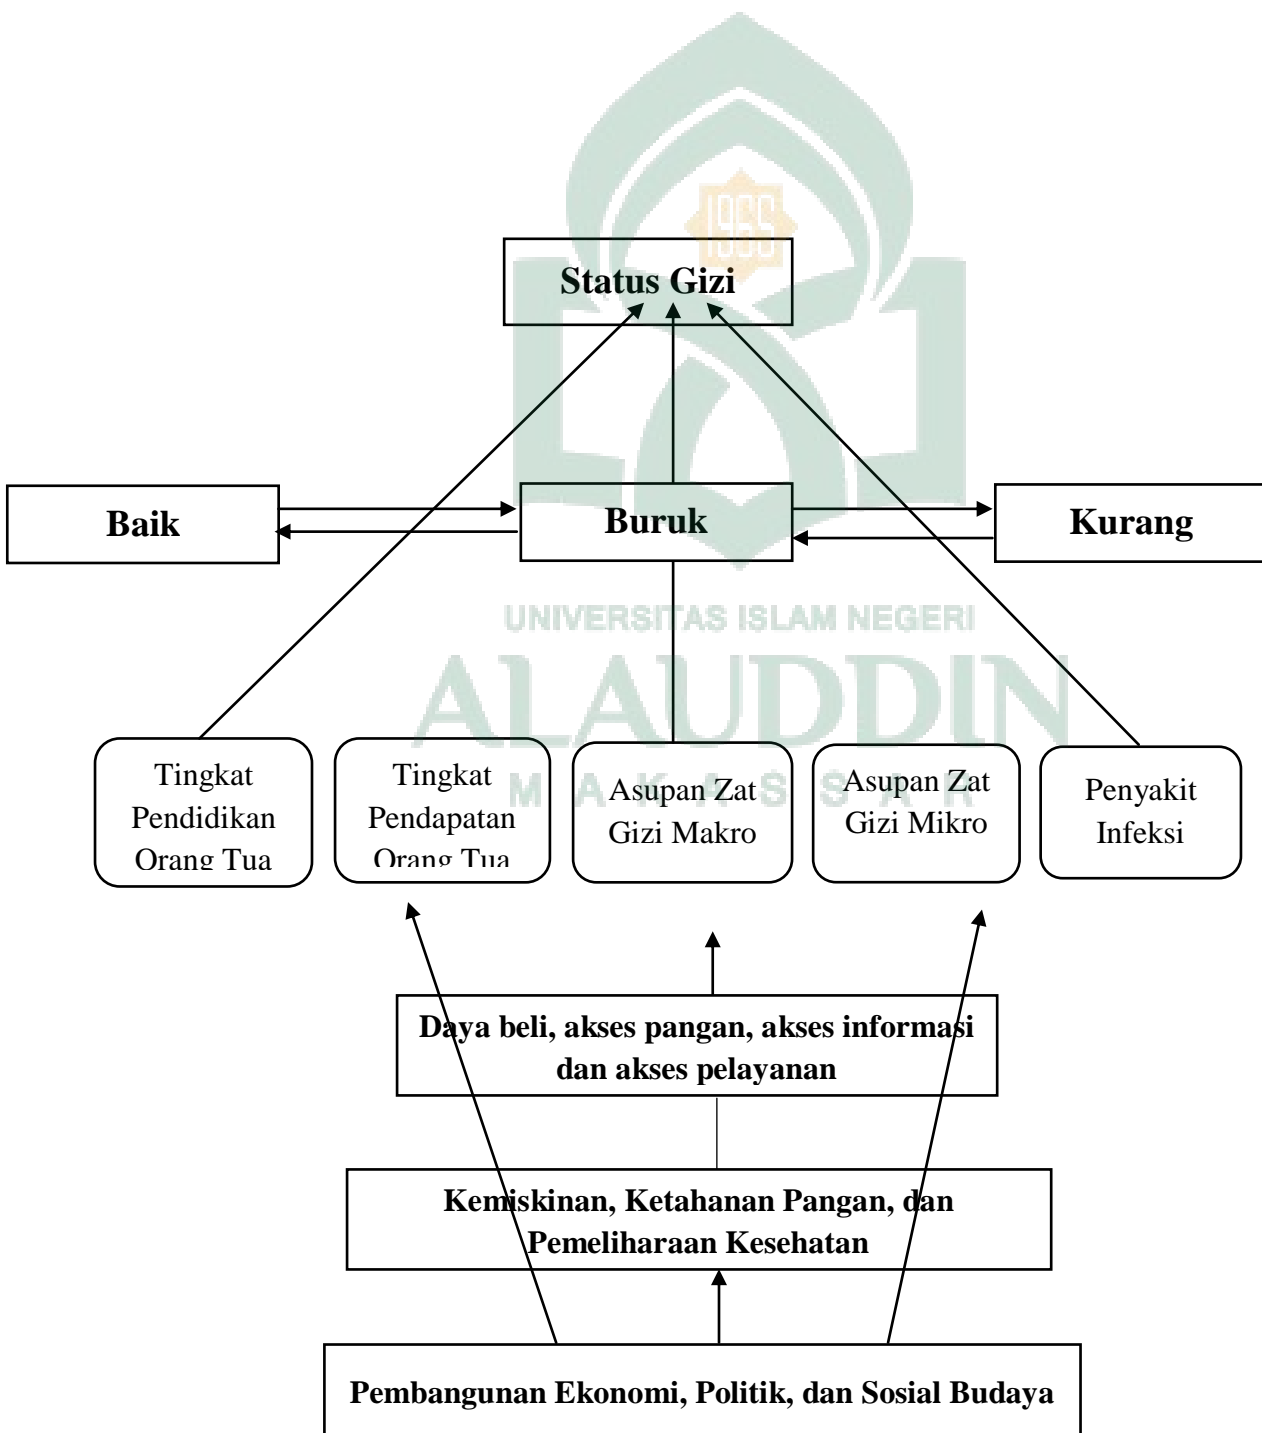 1965
Status Gizi
Baik
Buruk
Kurang
UNIVERSITAS ISLAM NEGERI
ALAUDDIN
MAKASSAR
Tingkat
Pendidikan
Orang Tua
Tingkat
Pendapatan
Orang Tua
Asupan Zat
Gizi Makro
Asupan Zat
Gizi Mikro
Penyakit
Infeksi
Daya beli, akses pangan, akses informasi
dan akses pelayanan
Kemiskinan, Ketahanan Pangan, dan
Pemeliharaan Kesehatan
Pembangunan Ekonomi, Politik, dan Sosial Budaya